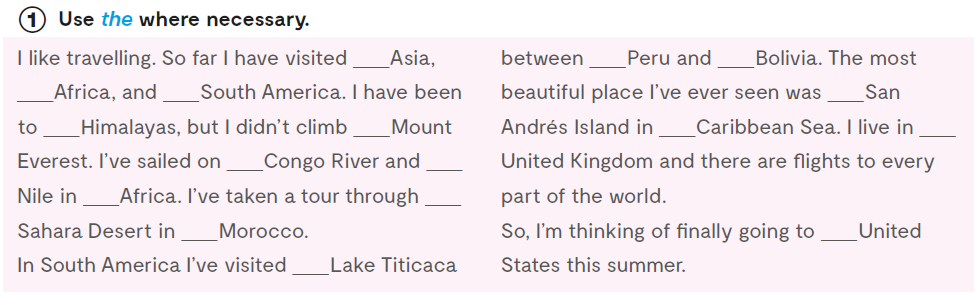 1 Use the where necessary.
I like travelling. So far I have visited ___Asia,
___Africa, and ___South America. I have been
to ___Himalayas, but I didn't climb ___Mount
Everest. I've sailed on ___Congo River and ___
Nile in ___Africa. I've taken a tour through ___
Sahara Desert in ___Morocco.
In South America I've visited ___Lake Titicaca
between ___Peru and ___Bolivia. The most
beautiful place I've ever seen was ___San
Andrés Island in ___Caribbean Sea. I live in ___
United Kingdom and there are flights to every
part of the world.
So, I'm thinking of finally going to ___United
States this summer.